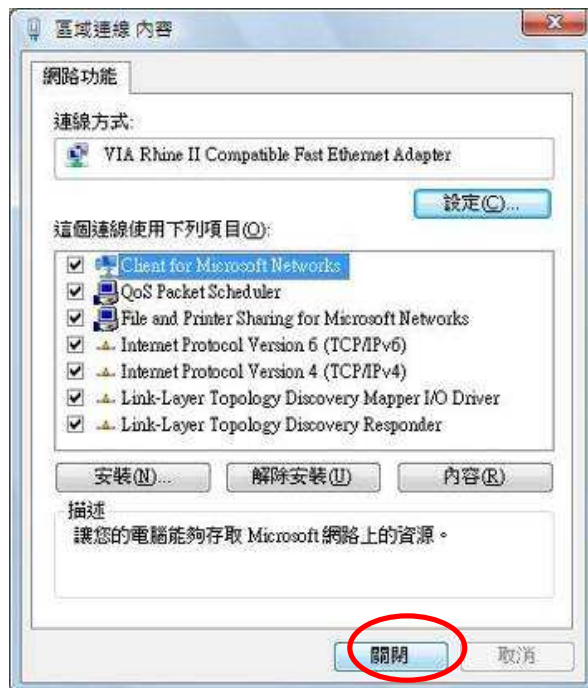 區域連線 內容
網路功能
連線方式:
VIA Rhine II Compatible Fast Ethernet Adapter
設定(C)...
這個連線使用下列項目(O):
Client for Microsoft Networks
QoS Packet Scheduler
File and Printer Sharing for Microsoft Networks
Internet Protocol Version 6 (TCP/IPv6)
Internet Protocol Version 4 (TCP/IPv4)
Link-Layer Topology Discovery Mapper I/O Driver
Link-Layer Topology Discovery Responder
安裝(N)... 解除安裝(U) 內容(R)
描述
讓您的電腦能夠存取 Microsoft 網路上的資源。
關閉 取消